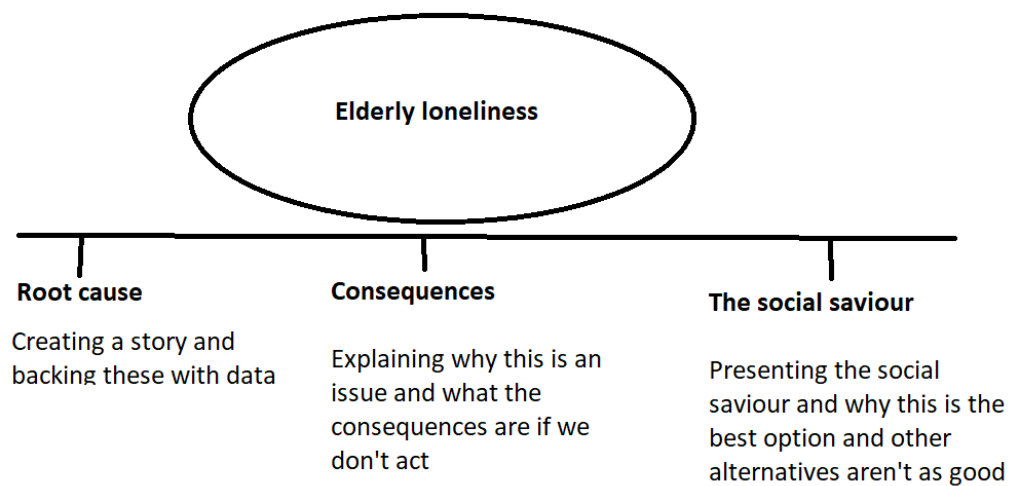 Elderly loneliness
Root cause
Creating a story and
backing these with data
Consequences
Explaining why this is an
issue and what the
consequences are if we
don't act
The social saviour
Presenting the social
saviour and why this is the
best option and other
alternatives aren't as good